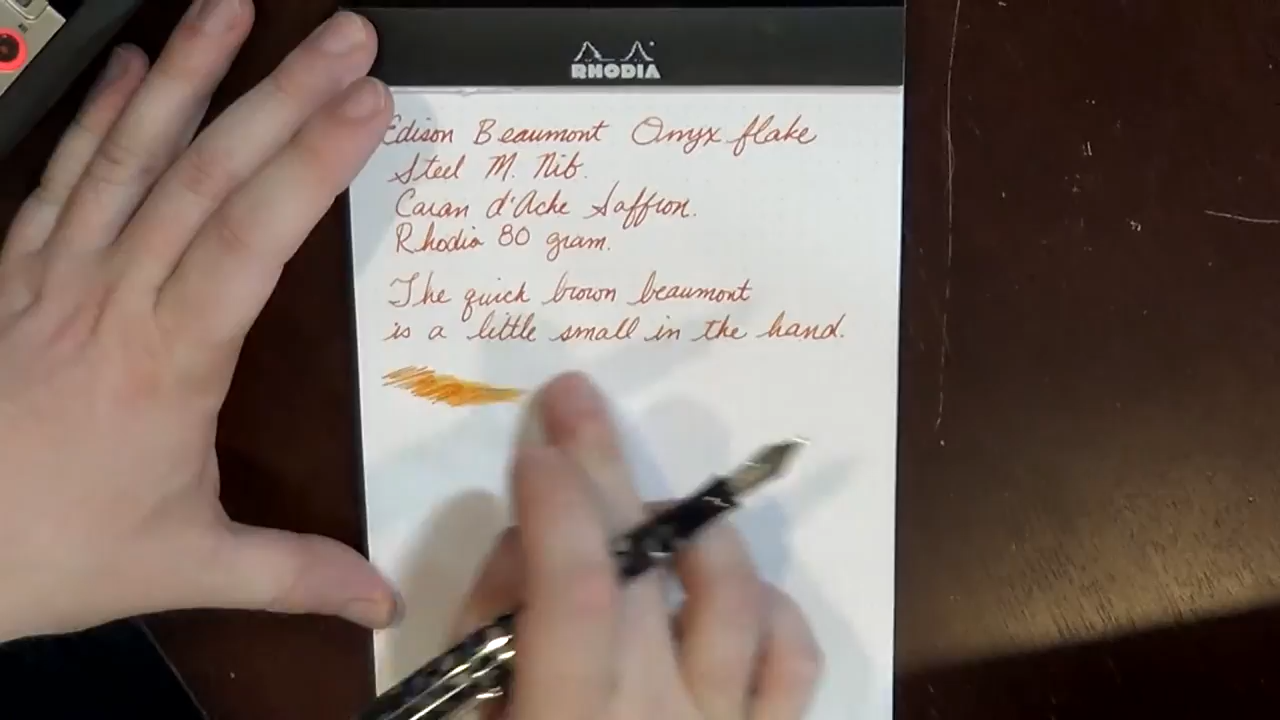 RHODIA
Edison Beaumont Onyx flake
Steel M. Nib.
Caran d'Ache Saffron.
Rhodia 80 gram.
The quick brown beaumont
is a little small in the hand.